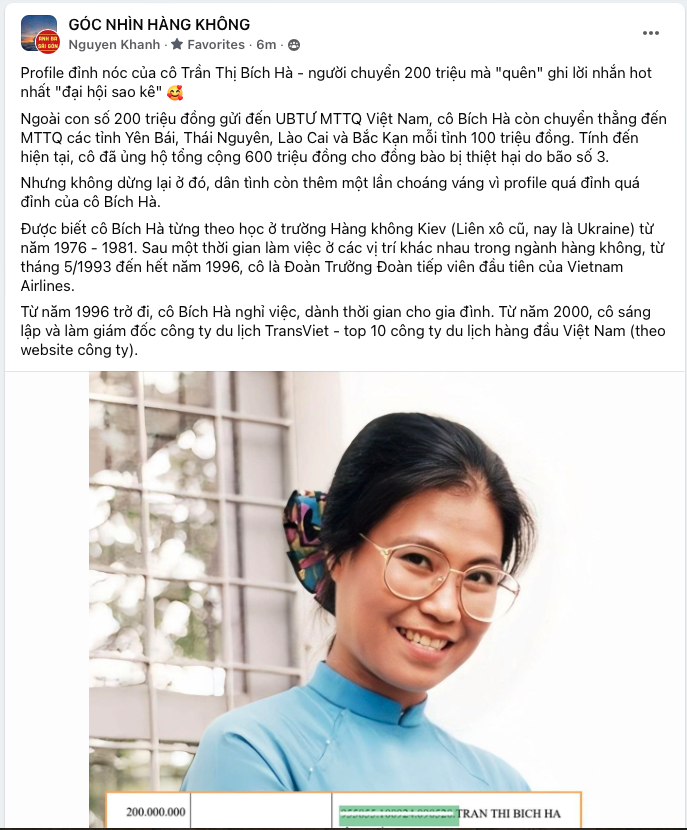 GÓC NHÌN HÀNG KHÔNG
ANH BA
SÀI GÒN
Nguyen Khanh · Favorites · 6m ·
Profile đỉnh nóc của cô Trần Thị Bích Hà - người chuyển 200 triệu mà "quên" ghi lời nhắn hot
nhất "đại hội sao kê" 🥰
Ngoài con số 200 triệu đồng gửi đến UBTƯ MTTQ Việt Nam, cô Bích Hà còn chuyển thẳng đến
MTTQ các tỉnh Yên Bái, Thái Nguyên, Lào Cai và Bắc Kạn mỗi tỉnh 100 triệu đồng. Tính đến
hiện tại, cô đã ủng hộ tổng cộng 600 triệu đồng cho đồng bào bị thiệt hại do bão số 3.
Nhưng không dừng lại ở đó, dân tình còn thêm một lần choáng váng vì profile quá đỉnh quá
đỉnh của cô Bích Hà.
Được biết cô Bích Hà từng theo học ở trường Hàng không Kiev (Liên xô cũ, nay là Ukraine) từ
năm 1976 - 1981. Sau một thời gian làm việc ở các vị trí khác nhau trong ngành hàng không, từ
tháng 5/1993 đến hết năm 1996, cô là Đoàn Trưởng Đoàn tiếp viên đầu tiên của Vietnam
Airlines.
Từ năm 1996 trở đi, cô Bích Hà nghỉ việc, dành thời gian cho gia đình. Từ năm 2000, cô sáng
lập và làm giám đốc công ty du lịch TransViet - top 10 công ty du lịch hàng đầu Việt Nam (theo
website công ty).
200.000.000 TRAN THI BICH HA